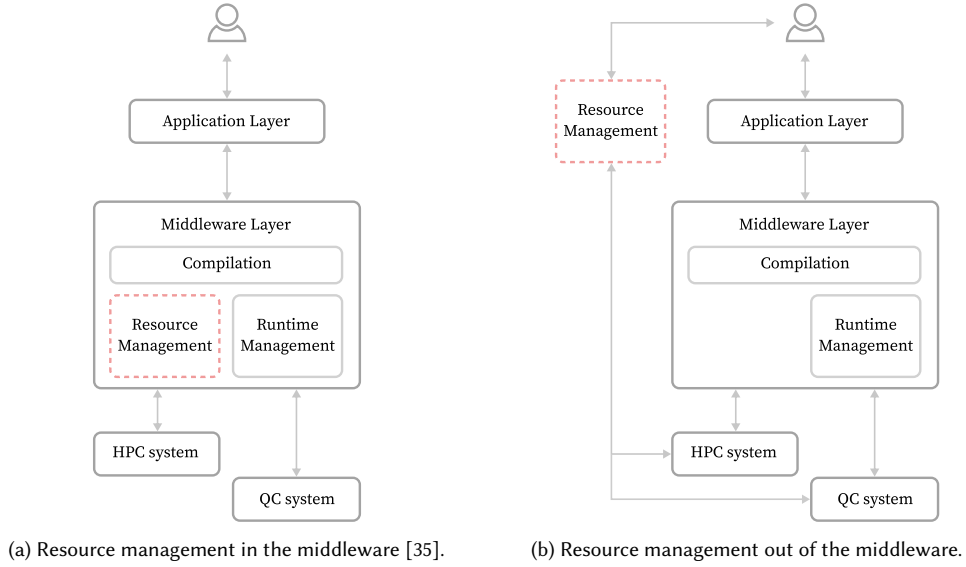 Application Layer
Middleware Layer
Compilation
Resource
Management
Runtime
Management
HPC system
QC system
(a) Resource management in the middleware [35].
Resource
Management
Application Layer
Middleware Layer
Compilation
Runtime
Management
HPC system
QC system
(b) Resource management out of the middleware.